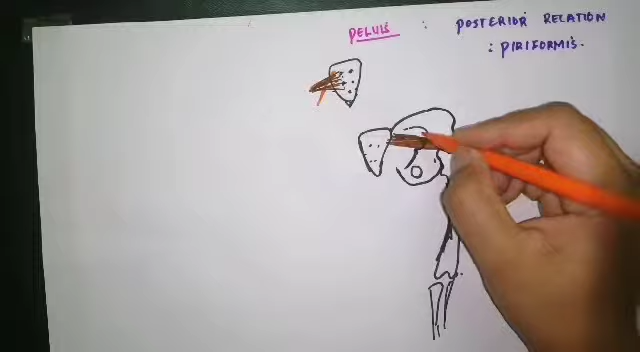 PELVIS : POSTERIOR RELATION
: PIRIFORMIS.